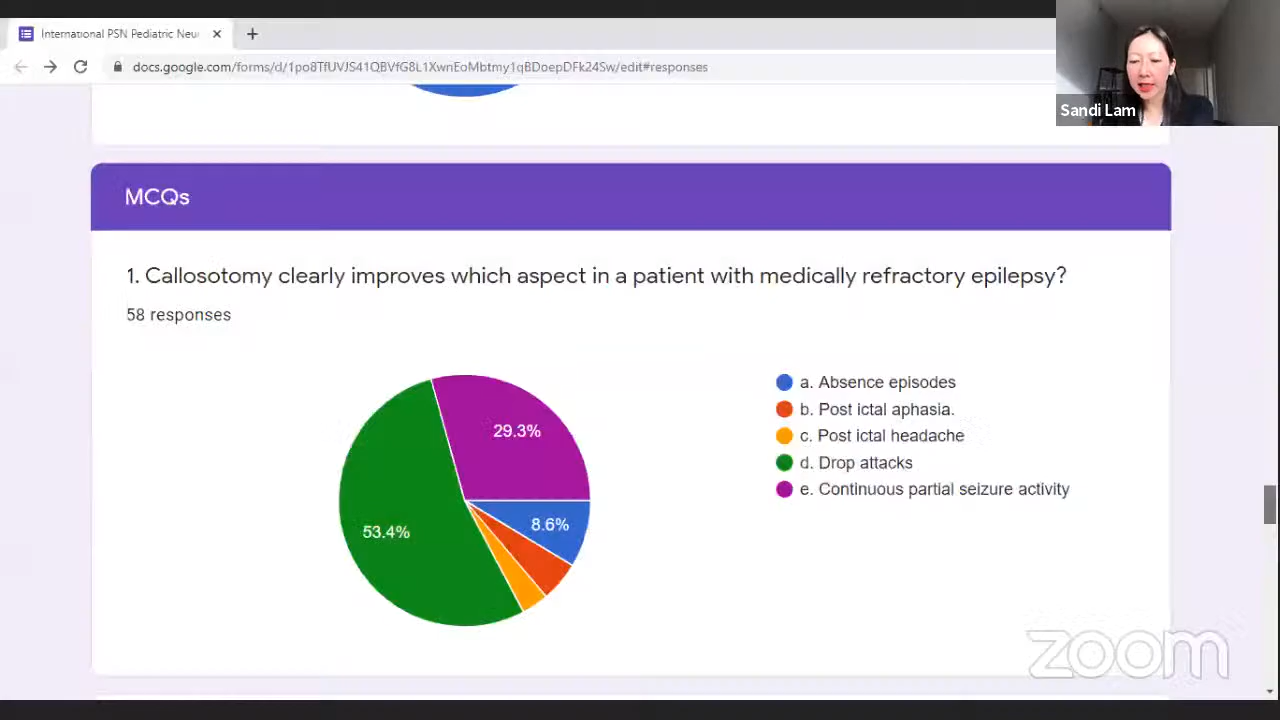 International PSN Pediatric Neu
docs.google.com/forms/d/1po8TfUVJS41QBVfG8L1XwnEoMbtmy1qBDoepDFk24Sw/edit#responses
Sandi Lam
MCQs
1. Callosotomy clearly improves which aspect in a patient with medically refractory epilepsy?
58 responses
a. Absence episodes
b. Post ictal aphasia.
c. Post ictal headache
d. Drop attacks
e. Continuous partial seizure activity
29.3%
8.6%
53.4%
zoom